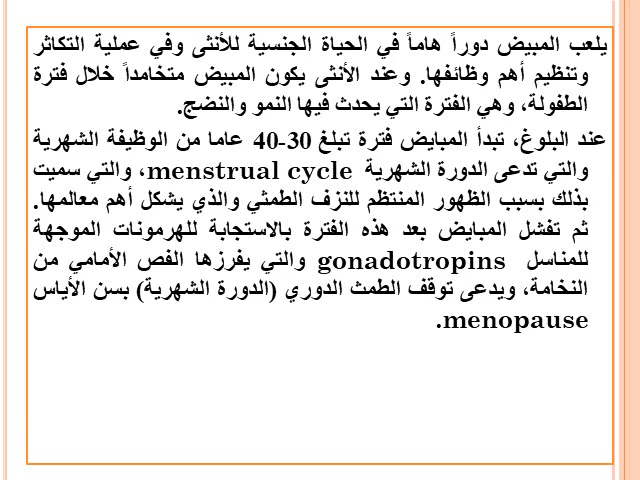 يلعب المبيض دوراً هاماً في الحياة الجنسية للأنثى وفي عملية التكاثر
وتنظيم أهم وظائفها. وعند الأنثى يكون المبيض متخامداً خلال فترة
الطفولة، وهي الفترة التي يحدث فيها النمو والنضج.
عند البلوغ، تبدأ المبايض فترة تبلغ 30-40 عاما من الوظيفة الشهرية
والتي تدعى الدورة الشهرية menstrual cycle، والتي سميت
بذلك بسبب الظهور المنتظم للنزف الطمثي والذي يشكل أهم معالمها.
ثم تفشل المبايض بعد هذه الفترة بالاستجابة للهرمونات الموجهة
للمناسل gonadotropins والتي يفرزها الفص الأمامي من
النخامة، ويدعى توقف الطمث الدوري (الدورة الشهرية) بسن الأياس
menopause.